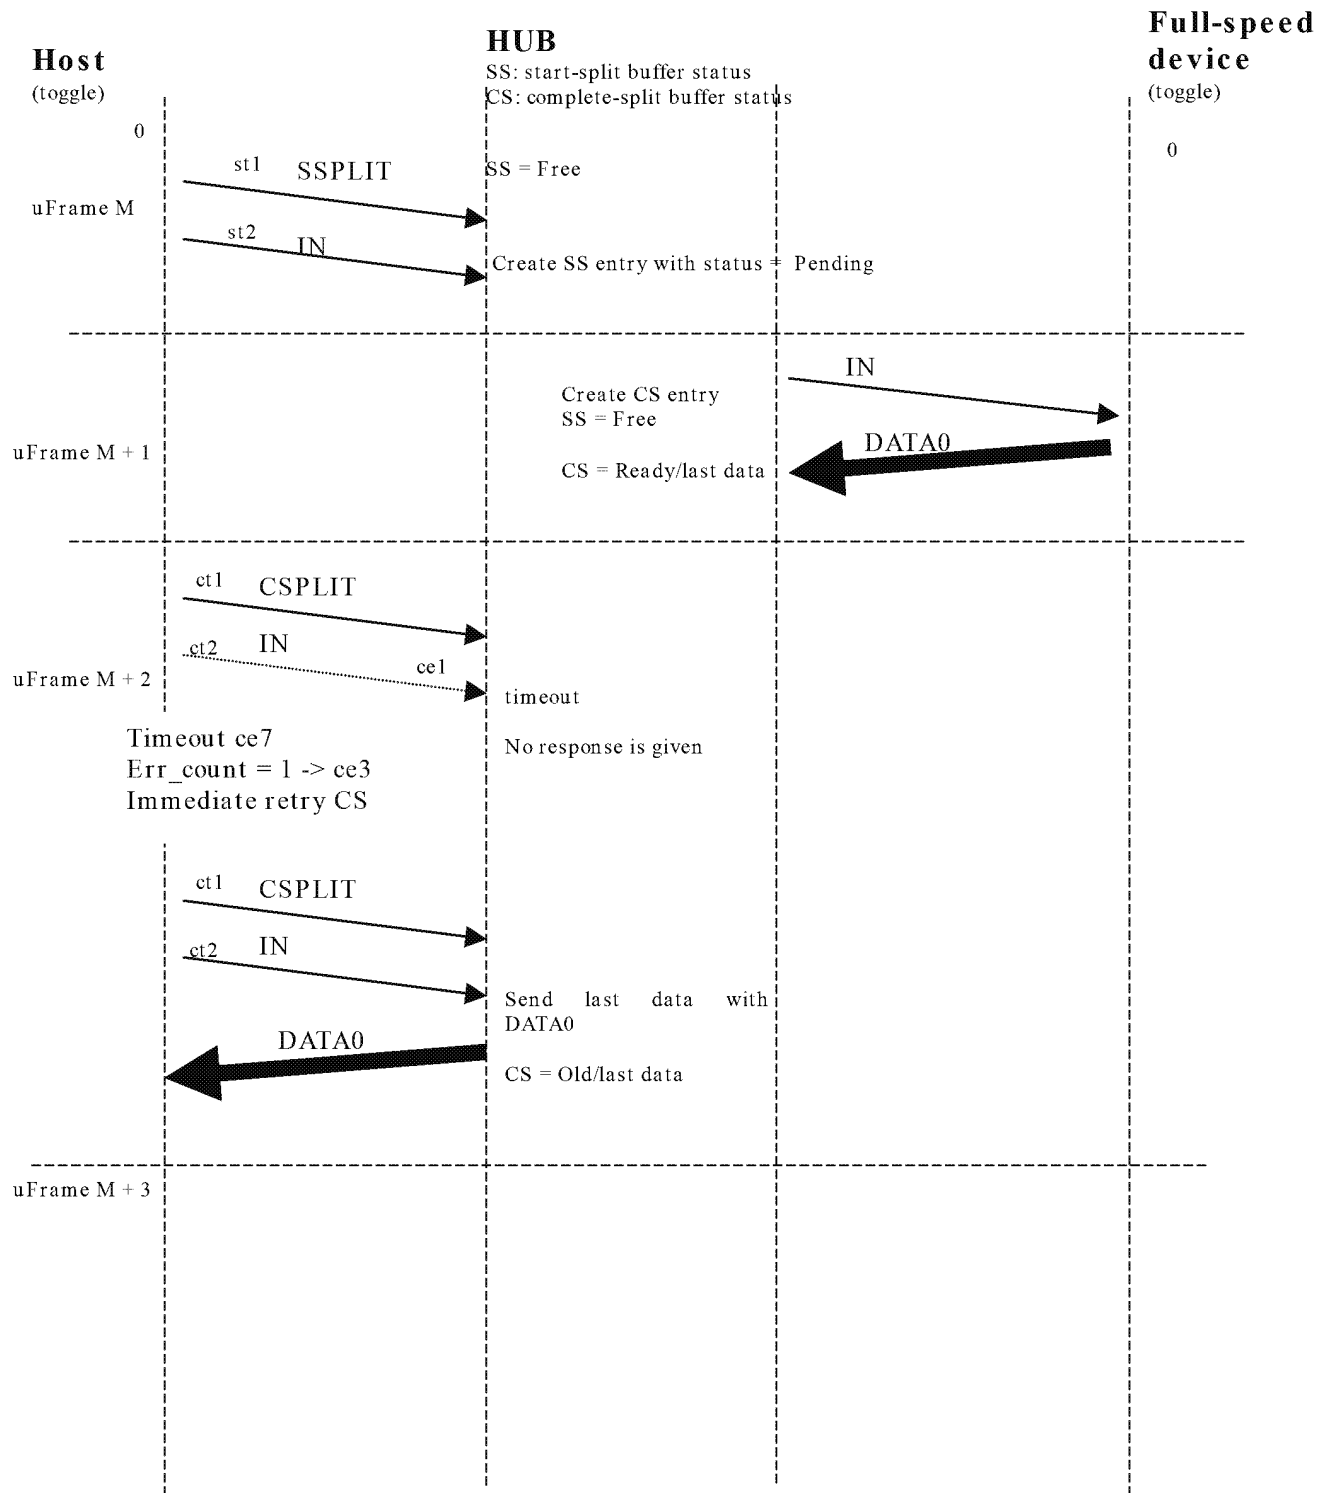 Host
(toggle)
HUB
SS: start-split buffer status
CS: complete-split buffer status
Full-speed
device
(toggle)
0
0
st1 SSPLIT
SS = Free
uFrame M
st2 IN
Create SS entry with status = Pending
IN
Create CS entry
SS = Free
uFrame M + 1
DATA0
CS = Ready/last data
ct1 CSPLIT
ct2 IN
ce1
uFrame M + 2
timeout
Timeout ce7
Err_count = 1 -> ce3
Immediate retry CS
No response is given
ct1 CSPLIT
ct2 IN
Send last data with
DATA0
DATA0
CS = Old/last data
uFrame M + 3